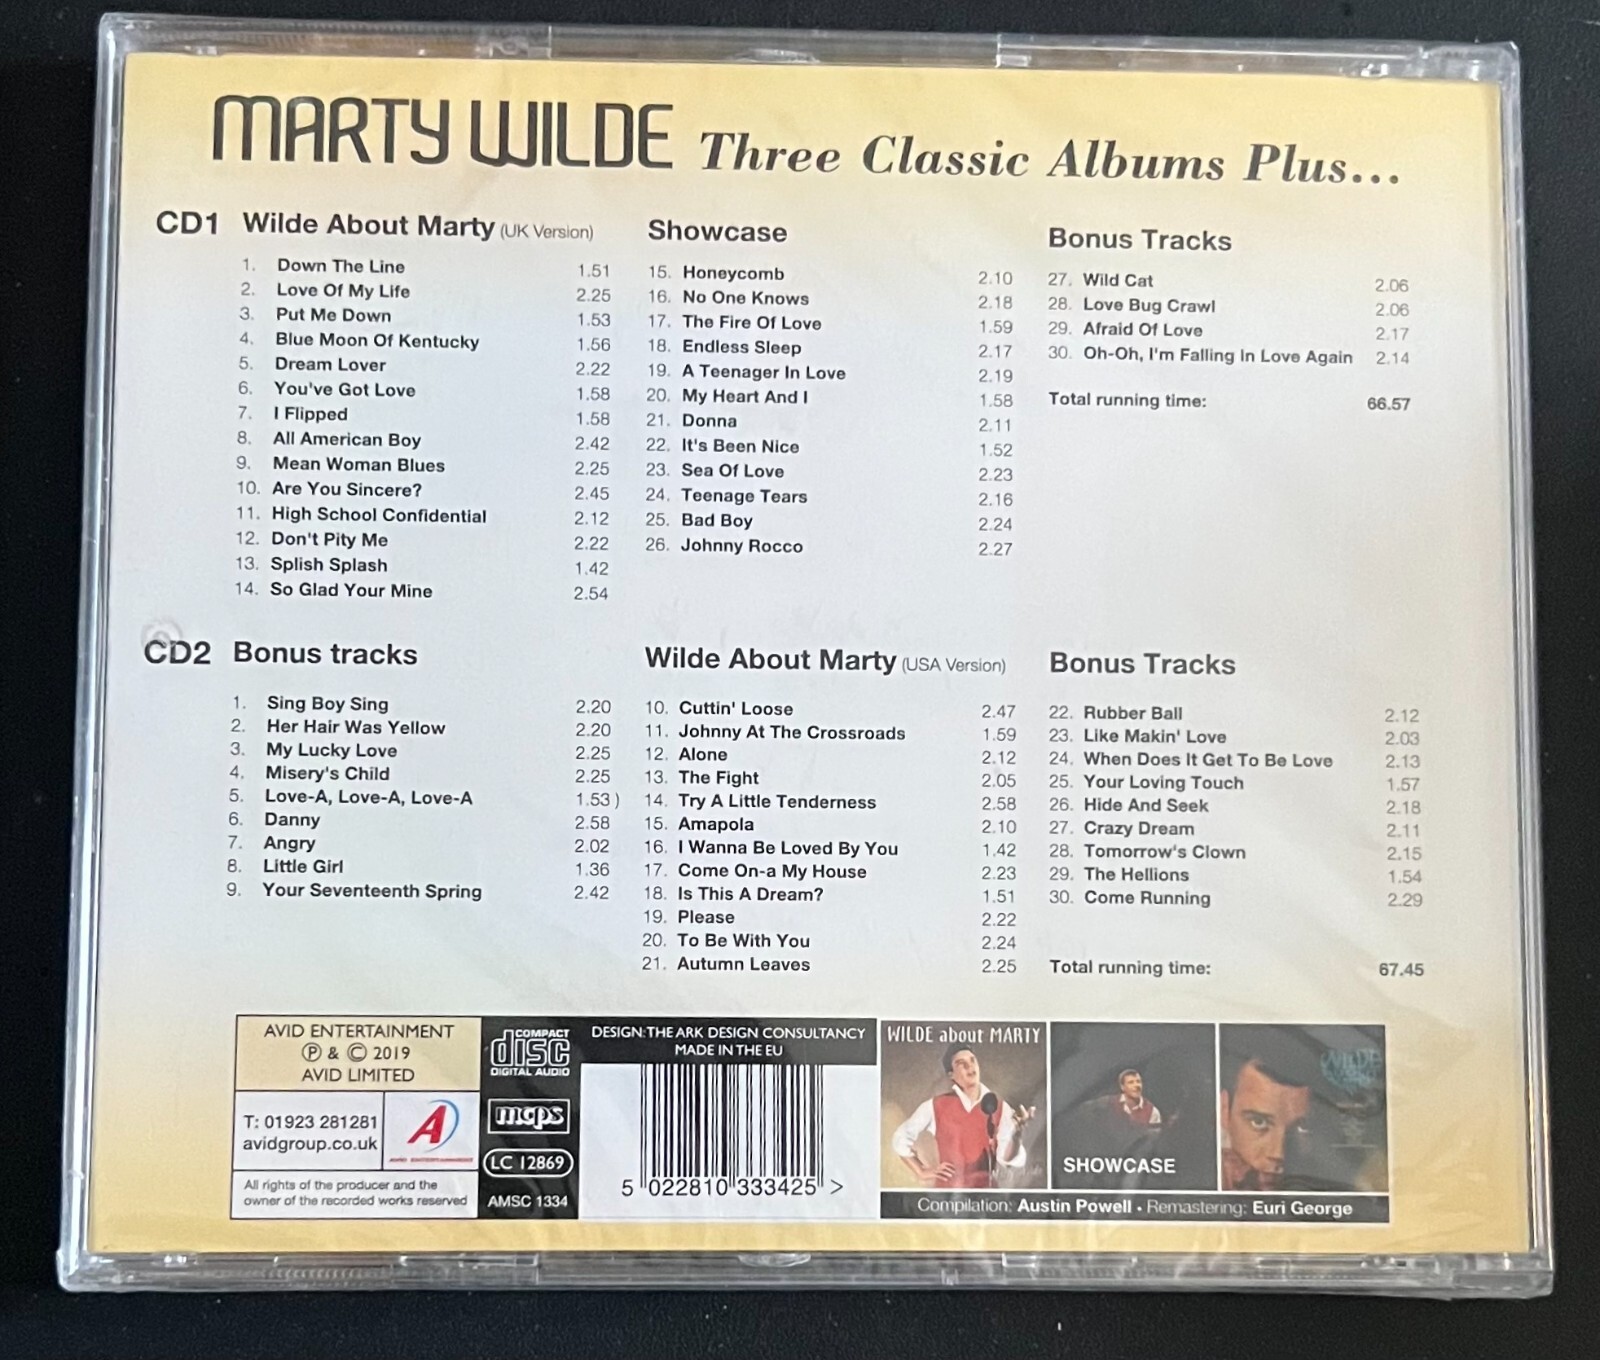 MARTY WILDE Three Classic Albums Plus...
CD1 Wilde About Marty (UK Version)
1. Down The Line 1.51
2. Love Of My Life 2.25
3. Put Me Down 1.53
4. Blue Moon Of Kentucky 1.56
5. Dream Lover 2.22
6. You've Got Love 1.58
7. I Flipped 1.58
8. All American Boy 2.42
9. Mean Woman Blues 2.25
10. Are You Sincere? 2.45
11. High School Confidential 2.12
12. Don't Pity Me 2.22
13. Splish Splash 1.42
14. So Glad Your Mine 2.54
Showcase
15. Honeycomb 2.10
16. No One Knows 2.18
17. The Fire Of Love 1.59
18. Endless Sleep 2.17
19. A Teenager In Love 2.19
20. My Heart And I 1.58
21. Donna 2.11
22. It's Been Nice 1.52
23. Sea Of Love 2.23
24. Teenage Tears 2.16
25. Bad Boy 2.24
26. Johnny Rocco 2.27
Bonus Tracks
27. Wild Cat 2.06
28. Love Bug Crawl 2.06
29. Afraid Of Love 2.17
30. Oh-Oh, I'm Falling In Love Again 2.14
Total running time: 66.57
CD2 Bonus tracks
1. Sing Boy Sing 2.20
2. Her Hair Was Yellow 2.20
3. My Lucky Love 2.25
4. Misery's Child 2.25
5. Love-A, Love-A, Love-A 1.53 )
6. Danny 2.58
7. Angry 2.02
8. Little Girl 1.36
9. Your Seventeenth Spring 2.42
Wilde About Marty (USA Version)
10. Cuttin' Loose 2.47
11. Johnny At The Crossroads 1.59
12. Alone 2.12
13. The Fight 2.05
14. Try A Little Tenderness 2.58
15. Amapola 2.10
16. I Wanna Be Loved By You 1.42
17. Come On-a My House 2.23
18. Is This A Dream? 1.51
19. Please 2.22
20. To Be With You 2.24
21. Autumn Leaves 2.25
Bonus Tracks
22. Rubber Ball 2.12
23. Like Makin' Love 2.03
24. When Does It Get To Be Love 2.13
25. Your Loving Touch 1.57
26. Hide And Seek 2.18
27. Crazy Dream 2.11
28. Tomorrow's Clown 2.15
29. The Hellions 1.54
30. Come Running 2.29
Total running time: 67.45
AVID ENTERTAINMENT
Ⓟ & © 2019
AVID LIMITED
T: 01923 281281
avidgroup.co.uk
A
AVID ENTERTAINMENT
All rights of the producer and the
owner of the recorded works reserved
COMPACT
disc
DIGITAL AUDIO
mcps
LC 12869
AMSC 1334
DESIGN: THE ARK DESIGN CONSULTANCY
MADE IN THE EU
5 022810 333425 >
WILDE about MARTY
SHOWCASE
WILDE
Compilation: Austin Powell • Remastering: Euri George